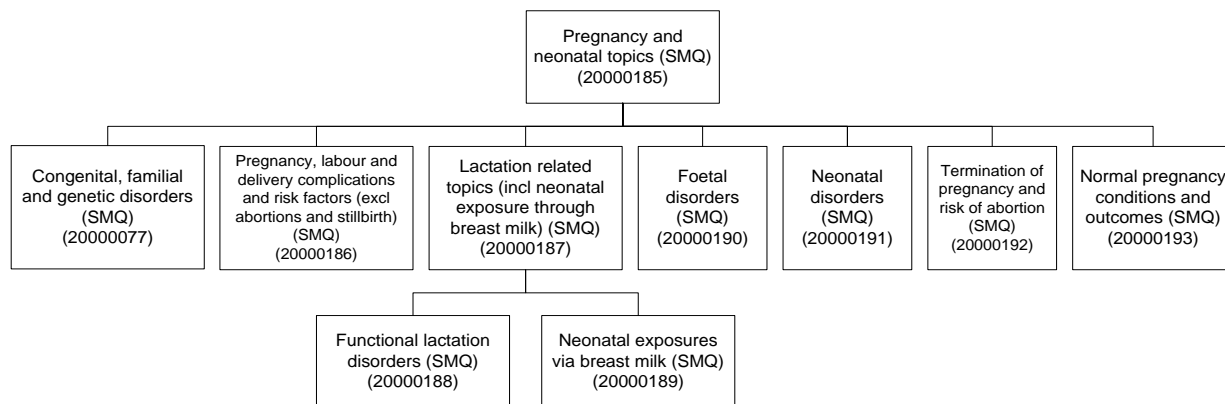 Pregnancy and
neonatal topics (SMQ)
(20000185)
Congenital, familial
and genetic disorders
(SMQ)
(20000077)
Pregnancy, labour and
delivery complications
and risk factors (excl
abortions and stillbirth)
(SMQ)
(20000186)
Lactation related
topics (incl neonatal
exposure through
breast milk) (SMQ)
(20000187)
Foetal
disorders
(SMQ)
(20000190)
Neonatal
disorders
(SMQ)
(20000191)
Termination of
pregnancy and
risk of abortion
(SMQ)
(20000192)
Normal pregnancy
conditions and
outcomes (SMQ)
(20000193)
Functional lactation
disorders (SMQ)
(20000188)
Neonatal exposures
via breast milk (SMQ)
(20000189)